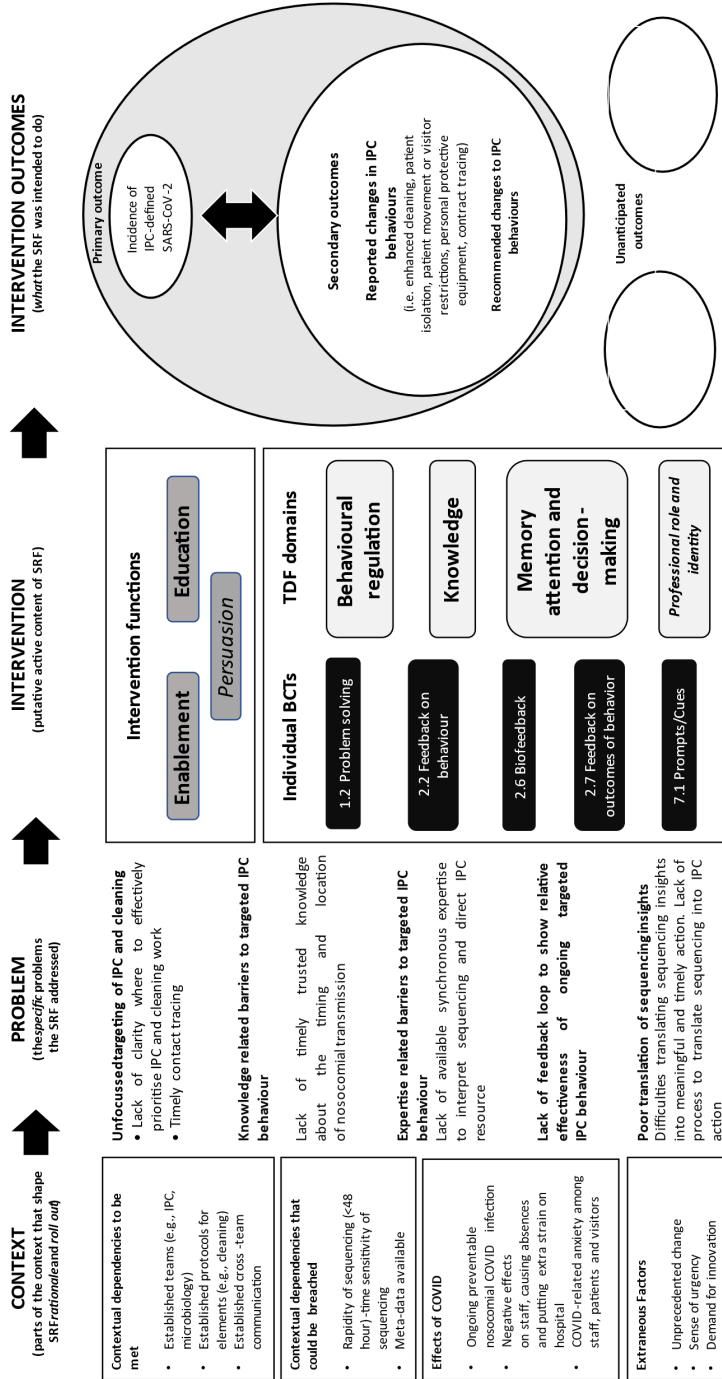 CONTEXT
(parts of the context that shape
SRF rationale and roll out)
Contextual dependencies to be
met
• Established teams (e.g., IPC,
microbiology)
• Established protocols for
elements (e.g., cleaning)
• Established cross -team
communication
Contextual dependencies that
could be breached
• Rapidity of sequencing (<48
hour) -time sensitivity of
sequencing
• Meta-data available
Effects of COVID
• Ongoing preventable
nosocomial COVID infection
• Negative effects
on staff, causing absences
and putting extra strain on
hospital
• COVID-related anxiety among
staff, patients and visitors
Extraneous Factors
• Unprecedented change
• Sense of urgency
• Demand for innovation
PROBLEM
(the specific problems
the SRF addressed)
Unfocussed targeting of IPC and cleaning
• Lack of clarity where to effectively
prioritise IPC and cleaning work
• Timely contact tracing
Knowledge related barriers to targeted IPC
behaviour
Lack of timely trusted knowledge
about the timing and location
of nosocomial transmission
Expertise related barriers to targeted IPC
behaviour
Lack of available synchronous expertise
to interpret sequencing and direct IPC
resource
Lack of feedback loop to show relative
effectiveness of ongoing targeted
IPC behaviour
Poor translation of sequencing insights
Difficulties translating sequencing insights
into meaningful and timely action. Lack of
process to translate sequencing into IPC
action
INTERVENTION
(putative active content of SRF)
Intervention functions
Enablement
Education
Persuasion
Individual BCTs
1.2 Problem solving
2.2 Feedback on
behaviour
2.6 Biofeedback
2.7 Feedback on
outcomes of behavior
7.1 Prompts/Cues
TDF domains
Behavioural
regulation
Knowledge
Memory
attention and
decision -
making
Professional role and
identity
INTERVENTION OUTCOMES
(what the SRF was intended to do)
Primary outcome
Incidence of
IPC-defined
SARS-CoV-2
Secondary outcomes
Reported changes in IPC
behaviours
(i.e. enhanced cleaning, patient
isolation, patient movement or visitor
restrictions, personal protective
equipment, contract tracing)
Recommended changes to IPC
behaviours
Unanticipated
outcomes